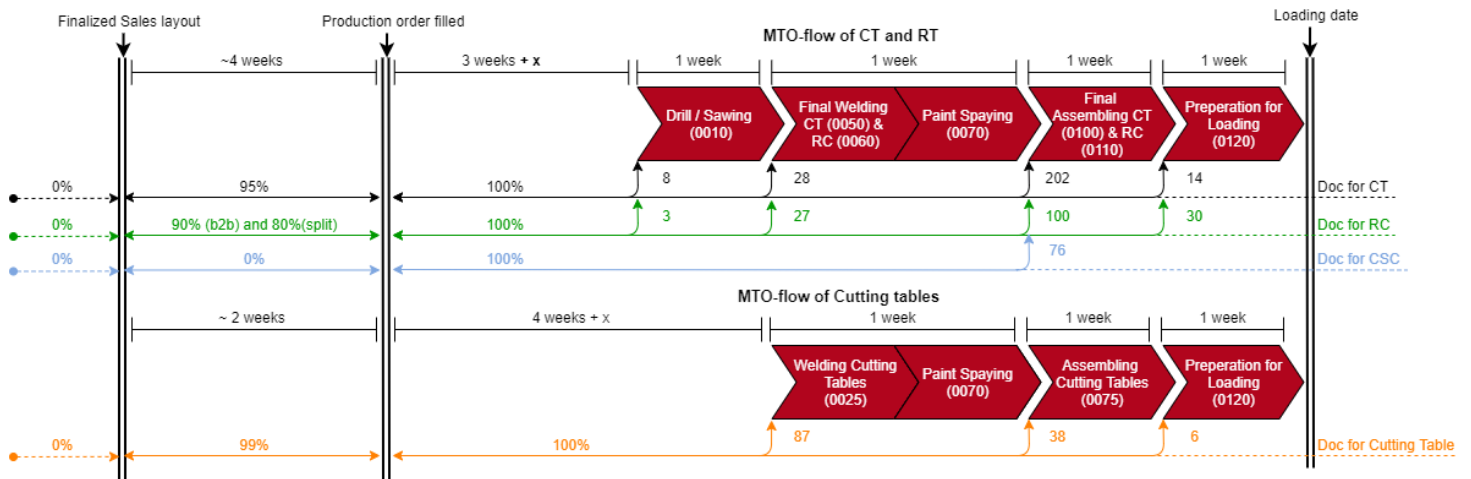 Finalized Sales layout
Production order filled
Loading date
MTO-flow of CT and RT
~4 weeks
3 weeks + x
1 week
1 week
1 week
1 week
Drill / Sawing
(0010)
Final Welding
CT (0050) &
RC (0060)
Paint Spaying
(0070)
Final
Assembling CT
(0100) & RC
(0110)
Preparation for
Loading
(0120)
0%
95%
100%
8
28
202
14
Doc for CT
0%
90% (b2b) and 80%(split)
100%
3
27
100
30
Doc for RC
0%
0%
100%
76
Doc for CSC
MTO-flow of Cutting tables
~ 2 weeks
4 weeks + x
1 week
1 week
1 week
Welding Cutting
Tables
(0025)
Paint Spaying
(0070)
Assembling
Cutting Tables
(0075)
Preparation for
Loading
(0120)
0%
99%
100%
87
38
6
Doc for Cutting Table